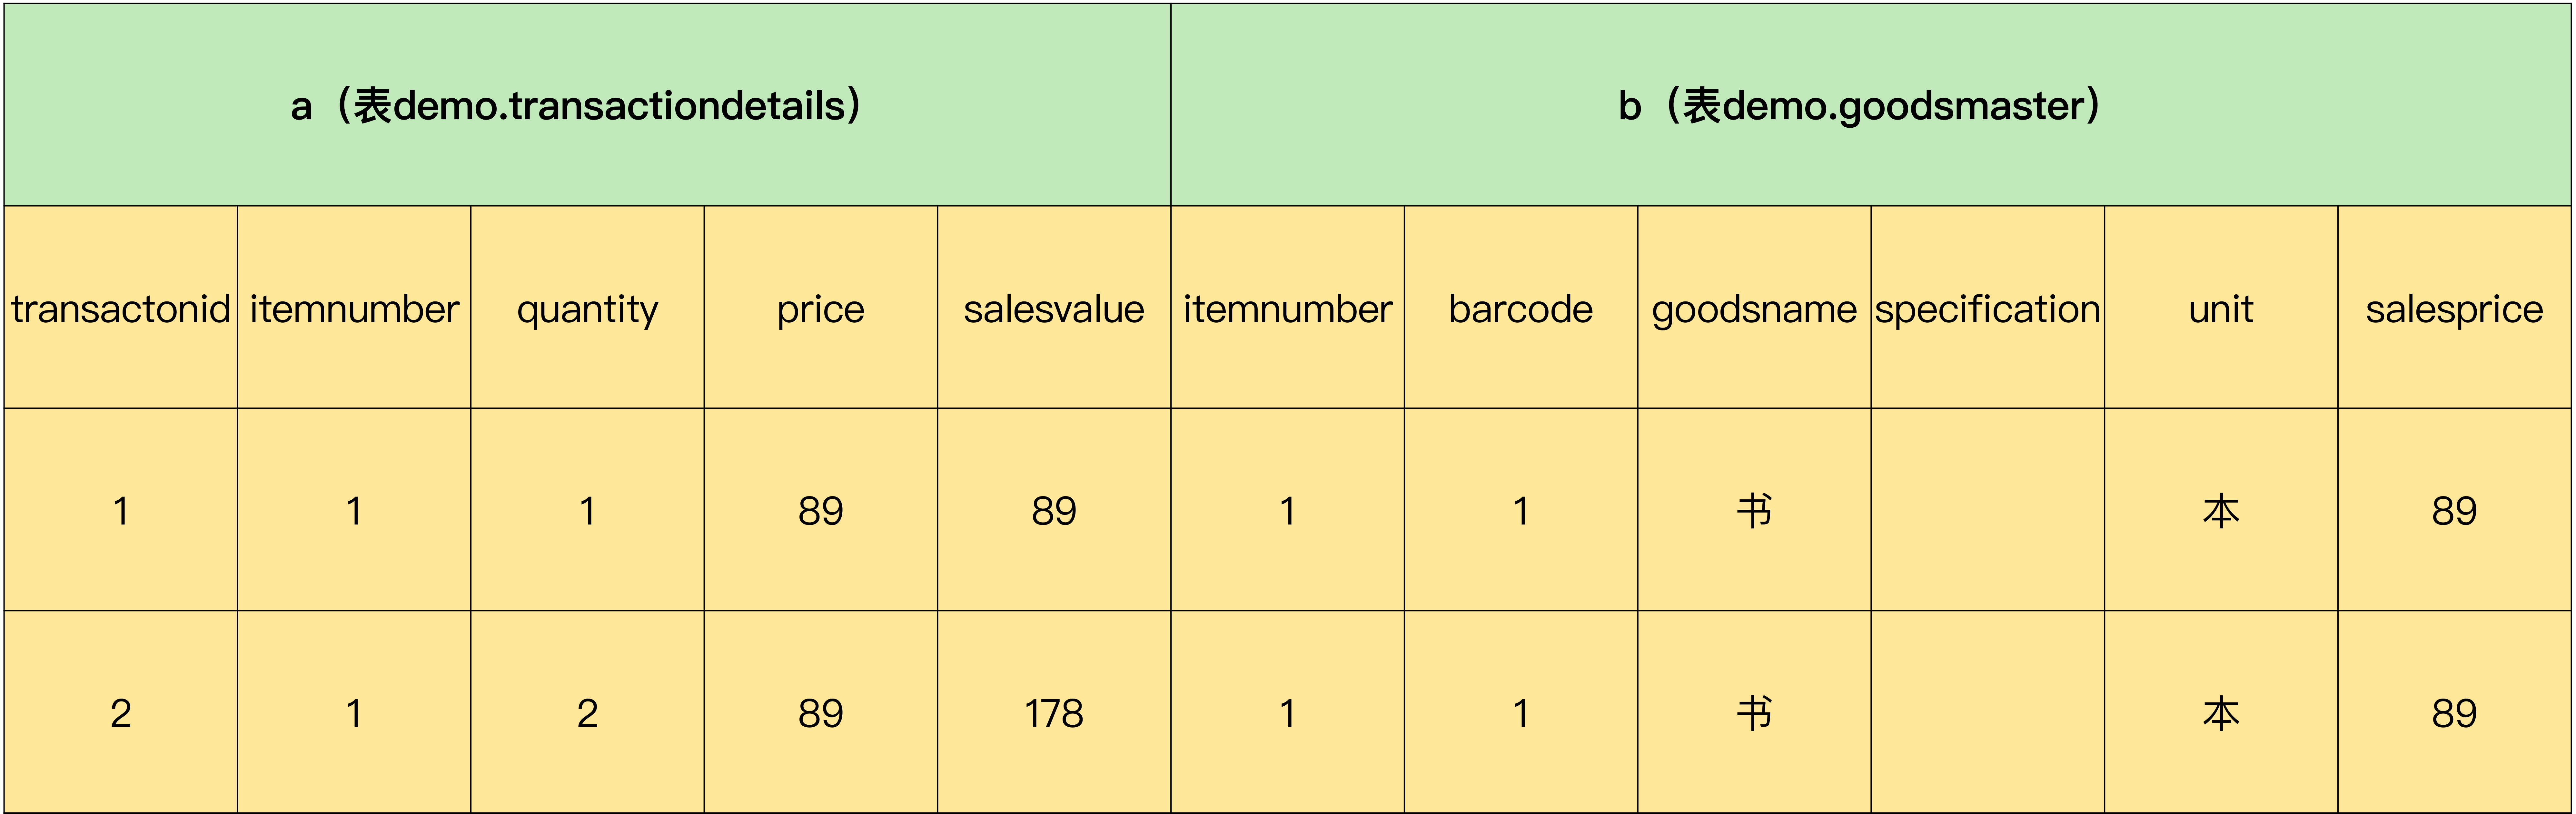 a（表demo.transactiondetails） b（表demo.goodsmaster）
transactonid itemnumber quantity price salesvalue itemnumber barcode goodsname specification unit salesprice
1 1 1 89 89 1 1 书 本 89
2 1 2 89 178 1 1 书 本 89